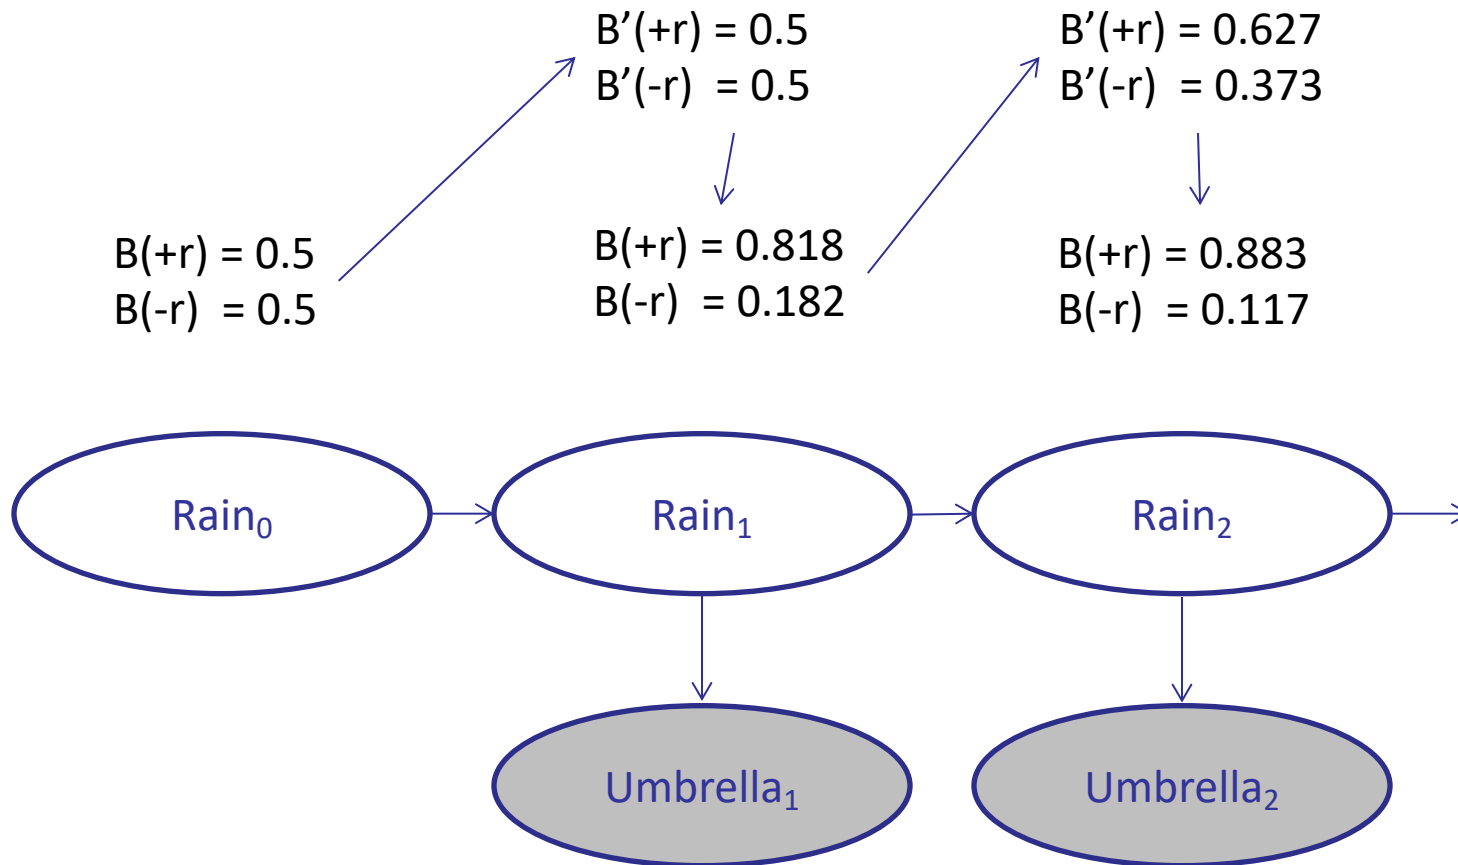 B’(+r) = 0.5
B’(-r) = 0.5
B’(+r) = 0.627
B’(-r) = 0.373
B(+r) = 0.5
B(-r) = 0.5
B(+r) = 0.818
B(-r) = 0.182
B(+r) = 0.883
B(-r) = 0.117
Rain₀
Rain₁
Rain₂
Umbrella₁
Umbrella₂